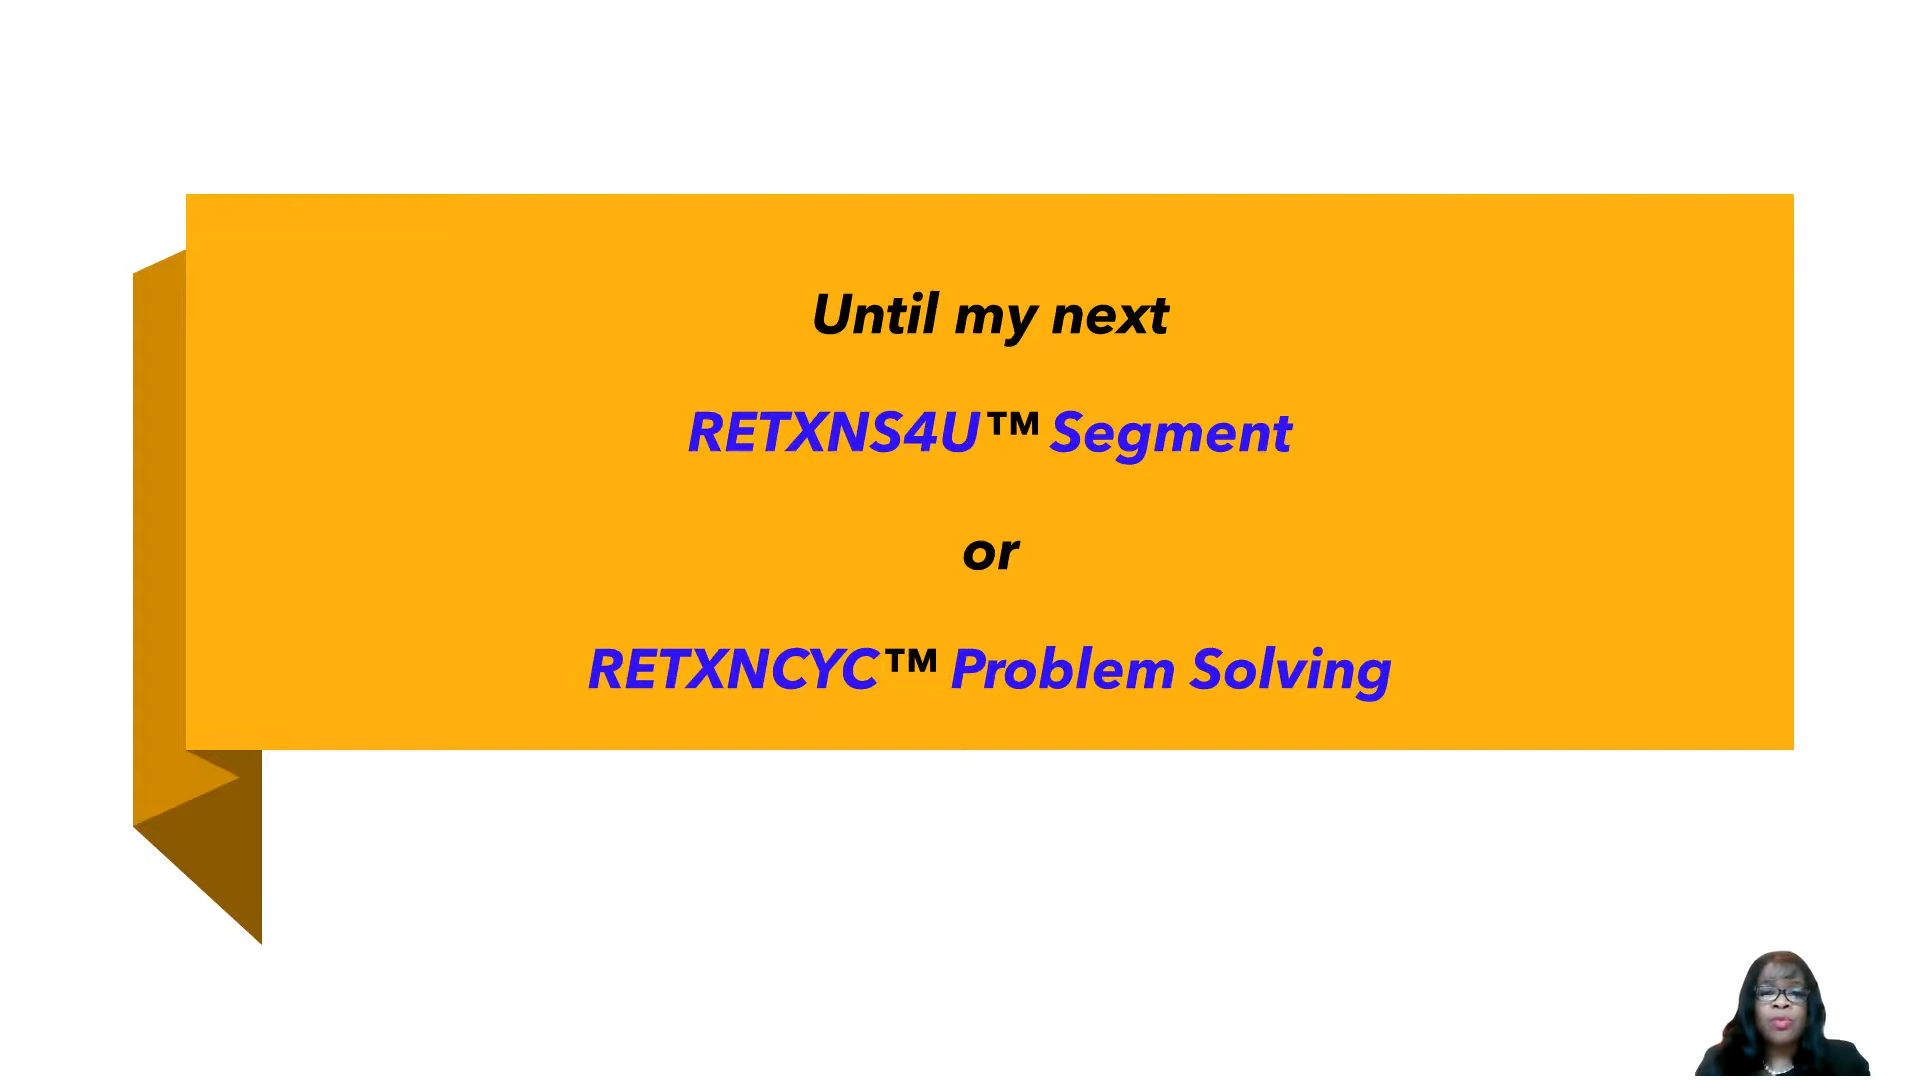 Until my next
RETXNS4U™ Segment
or
RETXNCYC™ Problem Solving